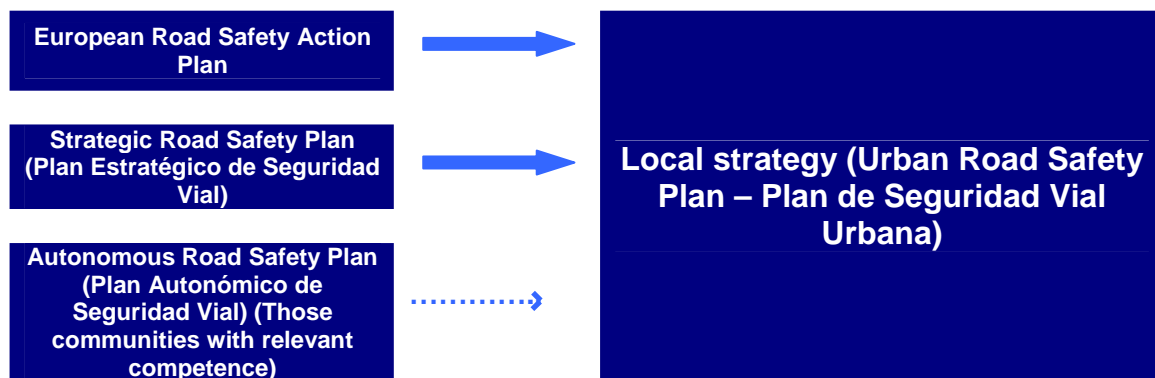 European Road Safety Action
Plan
Strategic Road Safety Plan
(Plan Estratégico de Seguridad
Vial)
Autonomous Road Safety Plan
(Plan Autonómico de
Seguridad Vial) (Those
communities with relevant
competence)
Local strategy (Urban Road Safety
Plan – Plan de Seguridad Vial
Urbana)